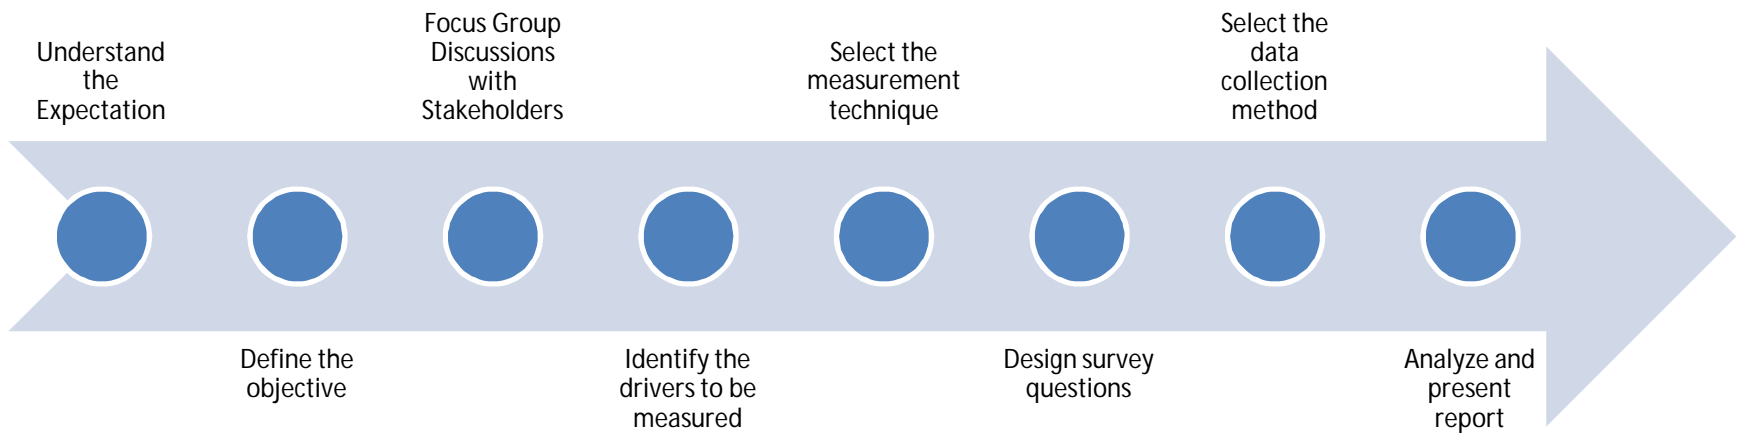 Understand
the
Expectation
Define the
objective
Focus Group
Discussions
with
Stakeholders
Identify the
drivers to be
measured
Select the
measurement
technique
Design survey
questions
Select the
data
collection
method
Analyze and
present
report